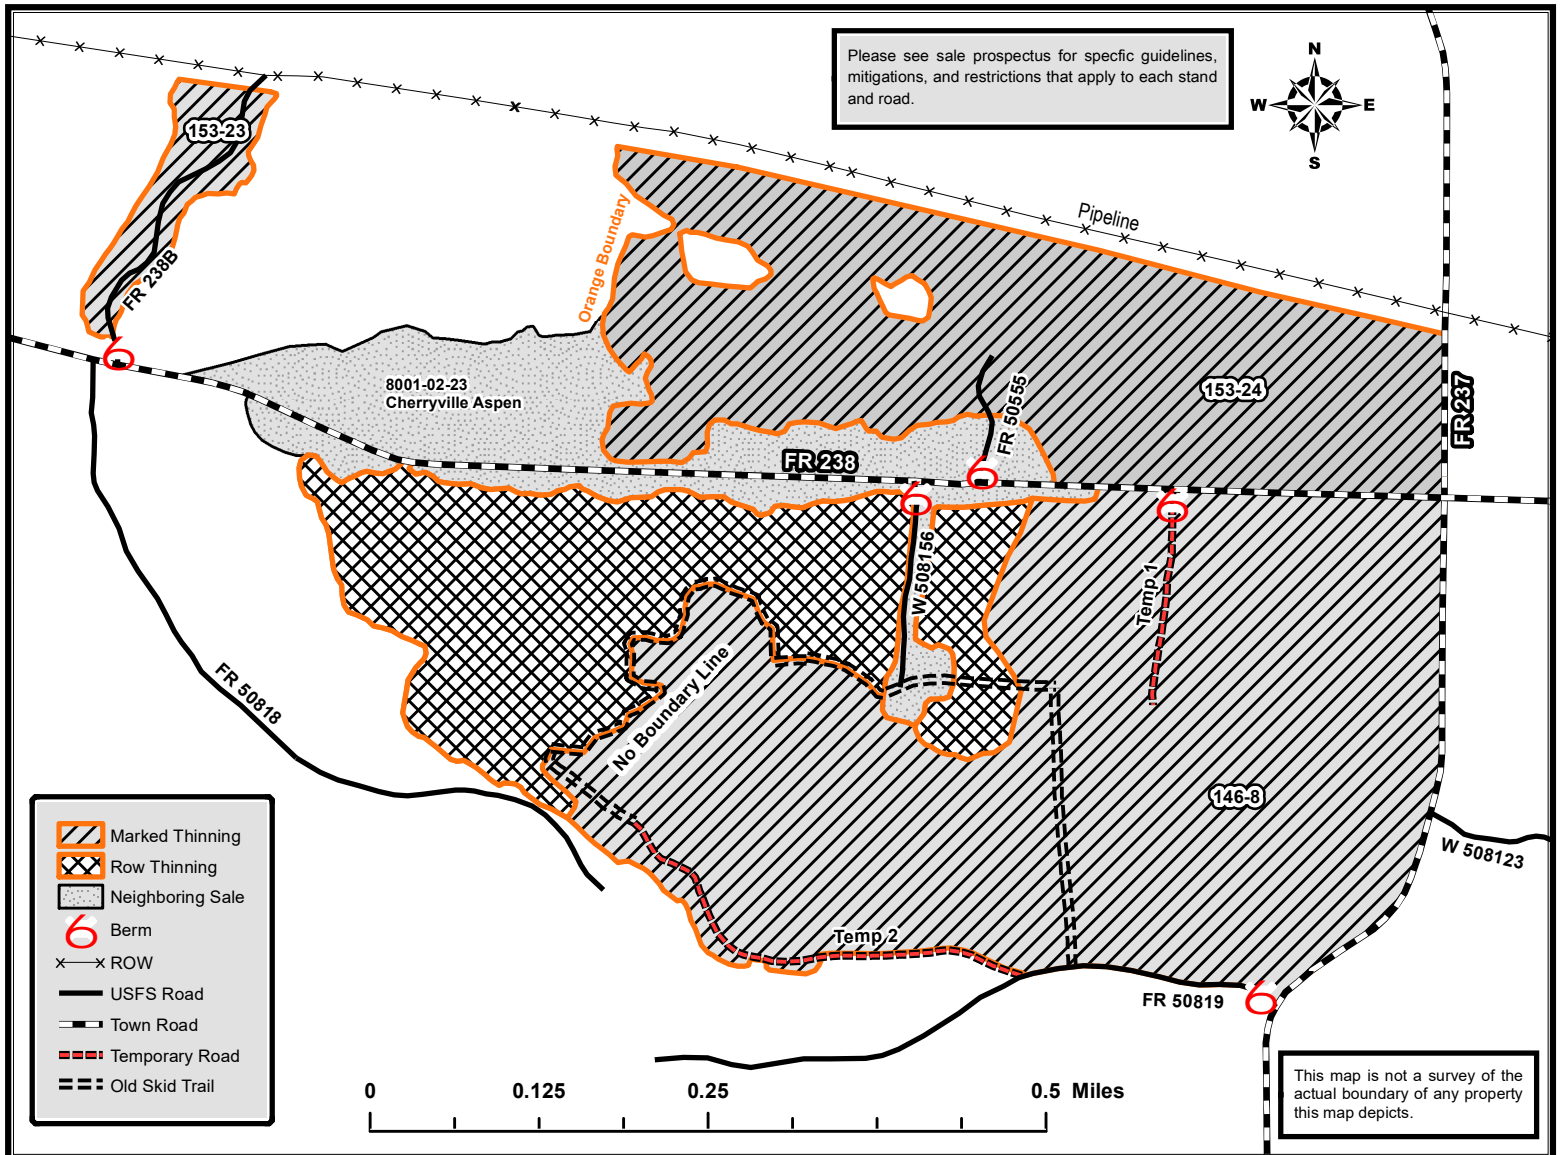 Please see sale prospectus for specfic guidelines,
mitigations, and restrictions that apply to each stand
and road.
N
W
E
S
153-23
FR 238B
Orange Boundary
Pipeline
8001-02-23
Cherryville Aspen
153-24
FR237
FR 50555
FR 238
W 508156
Temp 1
No Boundary Line
FR 50818
146-8
W 508123
Temp 2
FR 50819
Marked Thinning
Row Thinning
Neighboring Sale
Berm
ROW
USFS Road
Town Road
Temporary Road
Old Skid Trail
0 0.125 0.25 0.5 Miles
This map is not a survey of the
actual boundary of any property
this map depicts.